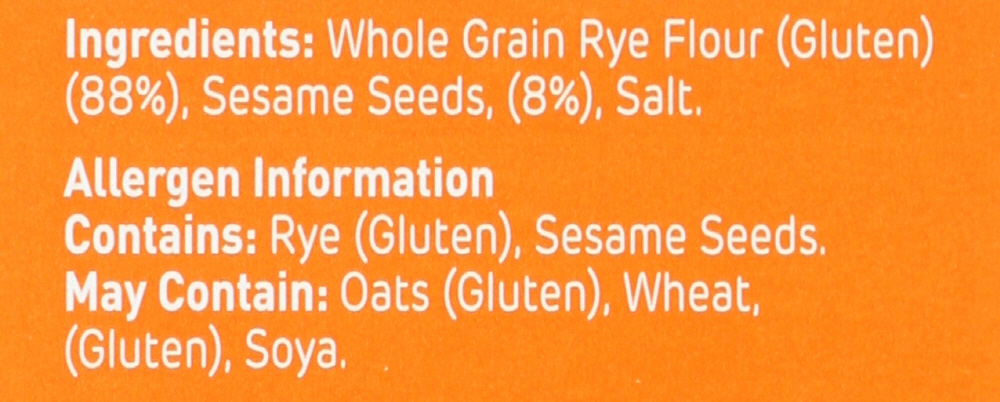 Ingredients: Whole Grain Rye Flour (Gluten)
(88%), Sesame Seeds, (8%), Salt.
Allergen Information
Contains: Rye (Gluten), Sesame Seeds.
May Contain: Oats (Gluten), Wheat,
(Gluten), Soya.